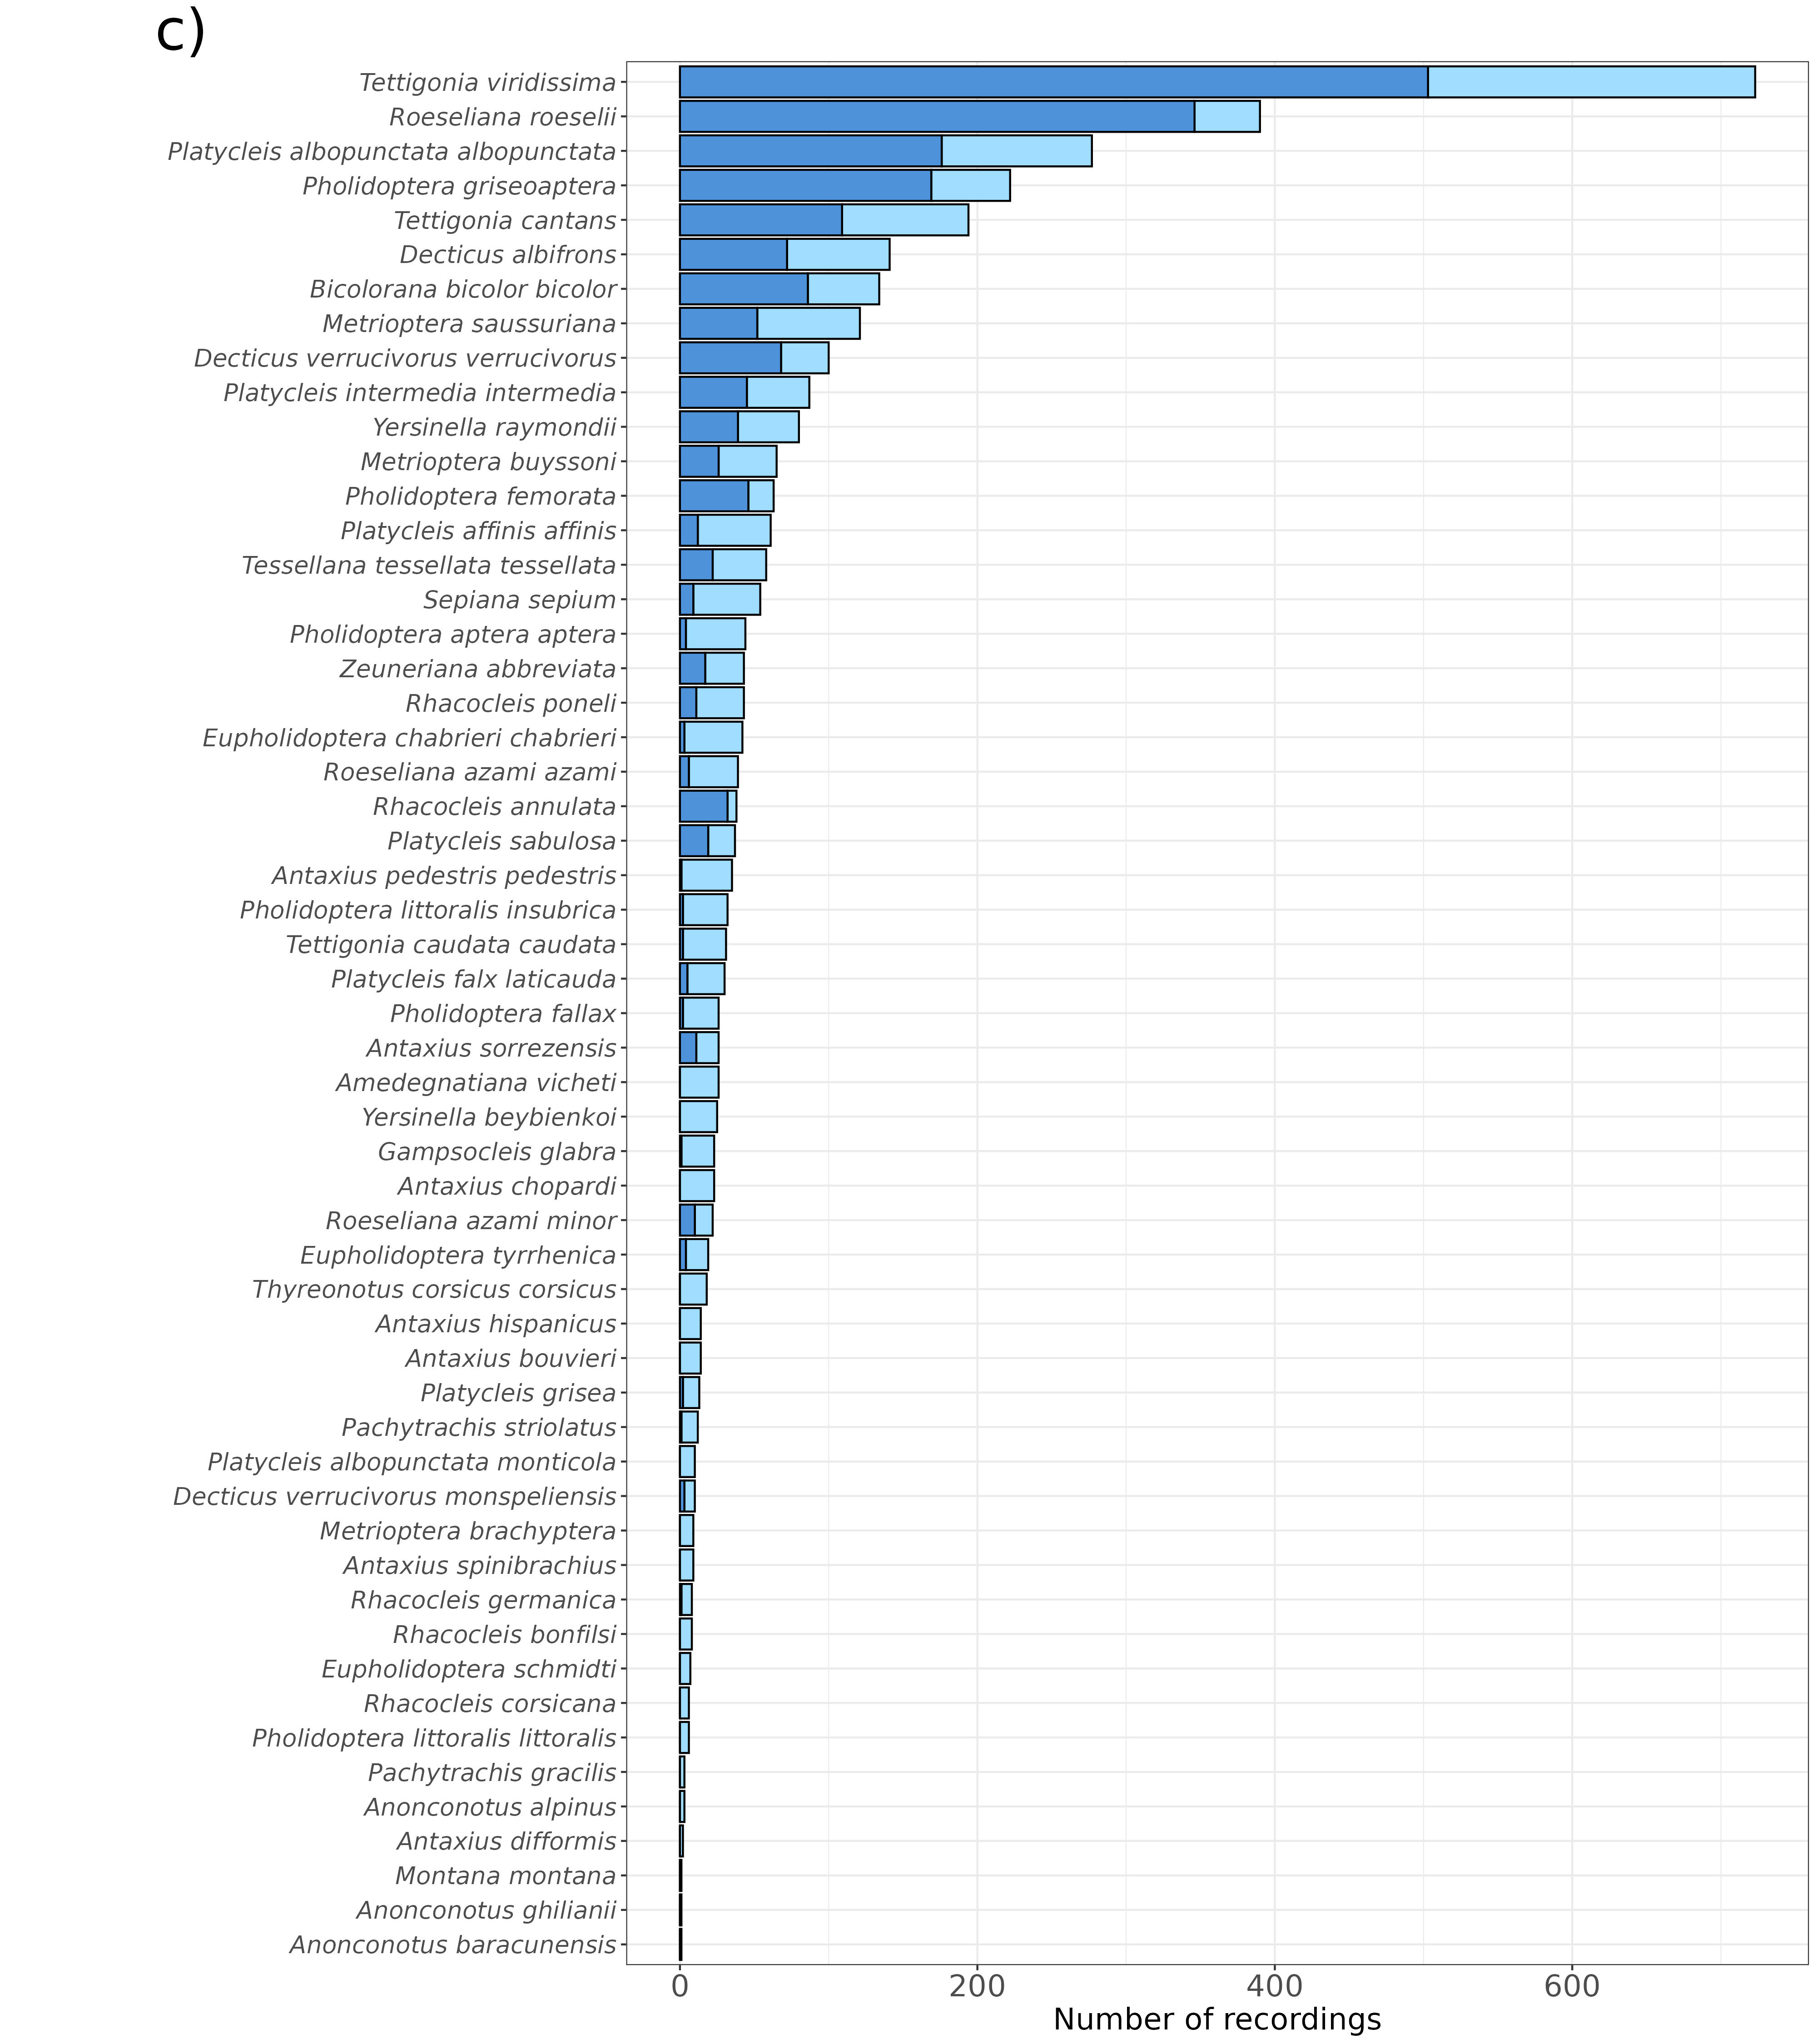 c)
Tettigonia viridissima
Roeseliana roeselii
Platycleis albopunctata albopunctata
Pholidoptera griseoaptera
Tettigonia cantans
Decticus albifrons
Bicolorana bicolor bicolor
Metrioptera saussuriana
Decticus verrucivorus verrucivorus
Platycleis intermedia intermedia
Yersinella raymondii
Metrioptera buyssoni
Pholidoptera femorata
Platycleis affinis affinis
Tessellana tessellata tessellata
Sepiana sepium
Pholidoptera aptera aptera
Zeuneriana abbreviata
Rhacocleis poneli
Eupholidoptera chabrieri chabrieri
Roeseliana azami azami
Rhacocleis annulata
Platycleis sabulosa
Antaxius pedestris pedestris
Pholidoptera littoralis insubrica
Tettigonia caudata caudata
Platycleis falx laticauda
Pholidoptera fallax
Antaxius sorrezensis
Amedegnatiana vicheti
Yersinella beybienkoi
Gampsocleis glabra
Antaxius chopardi
Roeseliana azami minor
Eupholidoptera tyrrhenica
Thyreonotus corsicus corsicus
Antaxius hispanicus
Antaxius bouvieri
Platycleis grisea
Pachytrachis striolatus
Platycleis albopunctata monticola
Decticus verrucivorus monspeliensis
Metrioptera brachyptera
Antaxius spinibrachius
Rhacocleis germanica
Rhacocleis bonfilsi
Eupholidoptera schmidti
Rhacocleis corsicana
Pholidoptera littoralis littoralis
Pachytrachis gracilis
Anonconotus alpinus
Antaxius difformis
Montana montana
Anonconotus ghilianii
Anonconotus baracunensis
0 200 400 600
Number of recordings